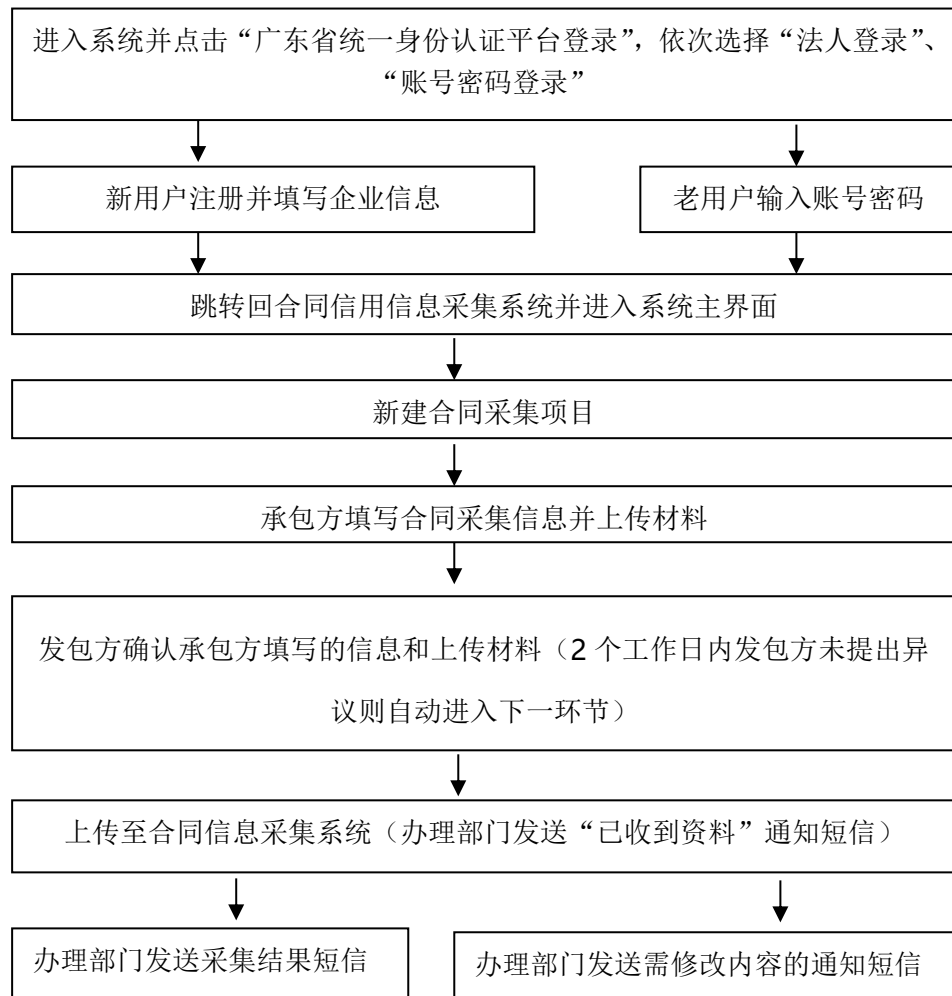 进入系统并点击“广东省统一身份认证平台登录”，依次选择“法人登录”、
“账号密码登录”
新用户注册并填写企业信息
老用户输入账号密码
跳转回合同信用信息采集系统并进入系统主界面
新建合同采集项目
承包方填写合同采集信息并上传材料
发包方确认承包方填写的信息和上传材料（2 个工作日内发包方未提出异
议则自动进入下一环节）
上传至合同信息采集系统（办理部门发送“已收到资料”通知短信）
办理部门发送采集结果短信
办理部门发送需修改内容的通知短信